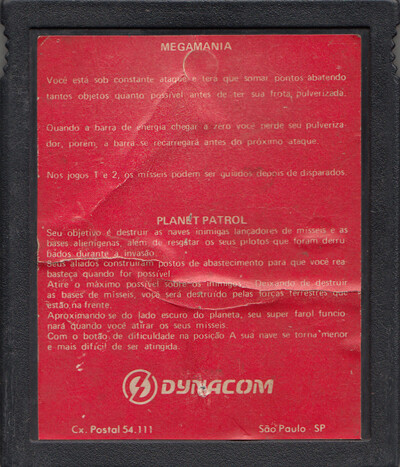 MEGAMANIA
Você está sob constante ataque e terá que somar pontos abatendo
tantos objetos quanto possível antes de ter sua frota pulverizada.
Quando a barra de energia chegar a zero você perde seu pulveriza-
dor, porém, a barra se recarregará antes do próximo ataque.
Nos jogos 1 e 2, os mísseis podem ser guiados depois de disparados.
PLANET PATROL
Seu objetivo é destruir as naves inimigas lançadores de mísseis e as
bases alienígenas, além de resgatar os seus pilotos que foram derru-
bados durante a invasão.
Seus aliados construíram postos de abastecimento para que você rea-
basteça quando for possível.
Atire o máximo possível sobre os inimigos. Deixando de destruir
as bases de mísseis, você será destruído pelas forças terrestres que
estão na frente.
Aproximando-se do lado escuro do planeta, seu super farol funcio-
nará quando você atirar os seus mísseis.
Com o botão de dificuldade na posição A sua nave se torna menor
e mais difícil de ser atingida.
DYNACOM
Cx. Postal 54.111 São Paulo SP